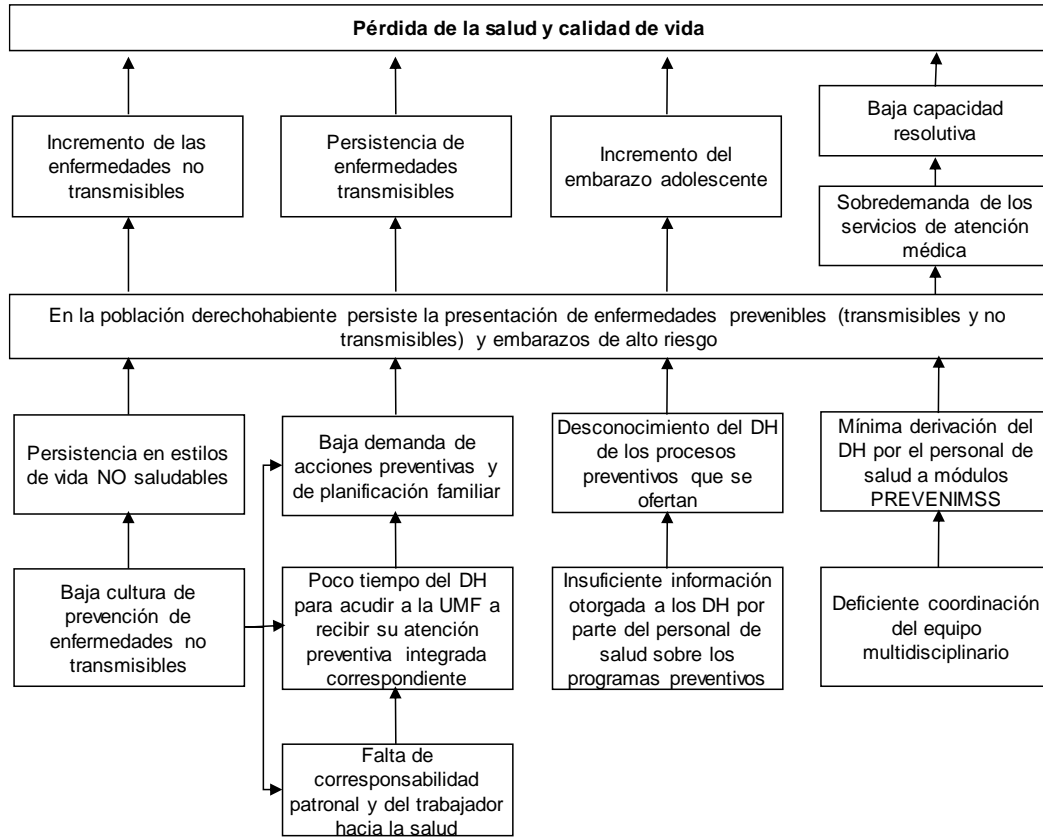 Pérdida de la salud y calidad de vida
Incremento de las
enfermedades no
transmisibles
Persistencia de
enfermedades
transmisibles
Incremento del
embarazo adolescente
Baja capacidad
resolutiva
Sobredemanda de los
servicios de atención
médica
En la población derechohabiente persiste la presentación de enfermedades prevenibles (transmisibles y no
transmisibles) y embarazos de alto riesgo
Persistencia en estilos
de vida NO saludables
Baja demanda de
acciones preventivas y
de planificación familiar
Desconocimiento del DH
de los procesos
preventivos que se
ofertan
Mínima derivación del
DH por el personal de
salud a módulos
PREVENIMSS
Baja cultura de
prevención de
enfermedades no
transmisibles
Poco tiempo del DH
para acudir a la UMF a
recibir su atención
preventiva integrada
correspondiente
Insuficiente información
otorgada a los DH por
parte del personal de
salud sobre los
programas preventivos
Deficiente coordinación
del equipo
multidisciplinario
Falta de
corresponsabilidad
patronal y del trabajador
hacia la salud